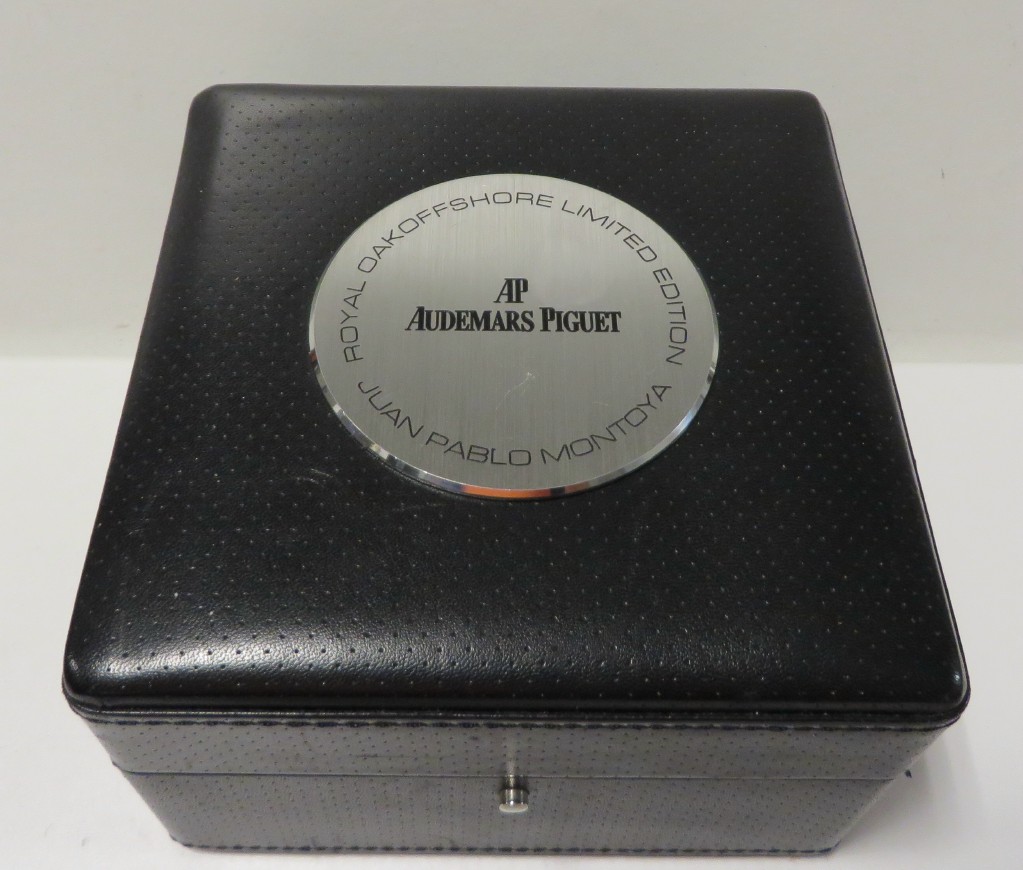 ROYAL OAKOFFSHORE LIMITED EDITION
AP
AUDEMARS PIGUET
JUAN PABLO MONTOYA